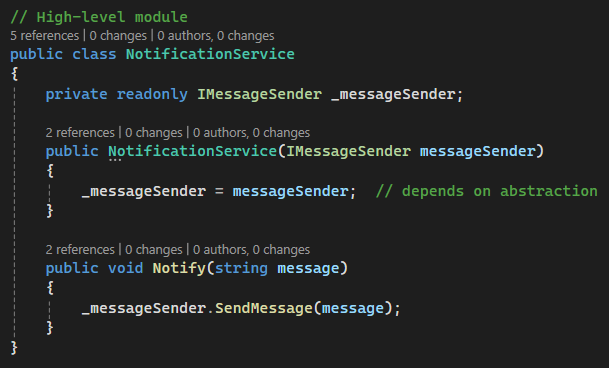 // High-level module
5 references | 0 changes | 0 authors, 0 changes
public class NotificationService
{
private readonly IMessageSender _messageSender;
2 references | 0 changes | 0 authors, 0 changes
public NotificationService(IMessageSender messageSender)
{
_messageSender = messageSender; // depends on abstraction
}
2 references | 0 changes | 0 authors, 0 changes
public void Notify(string message)
{
_messageSender.SendMessage(message);
}
}